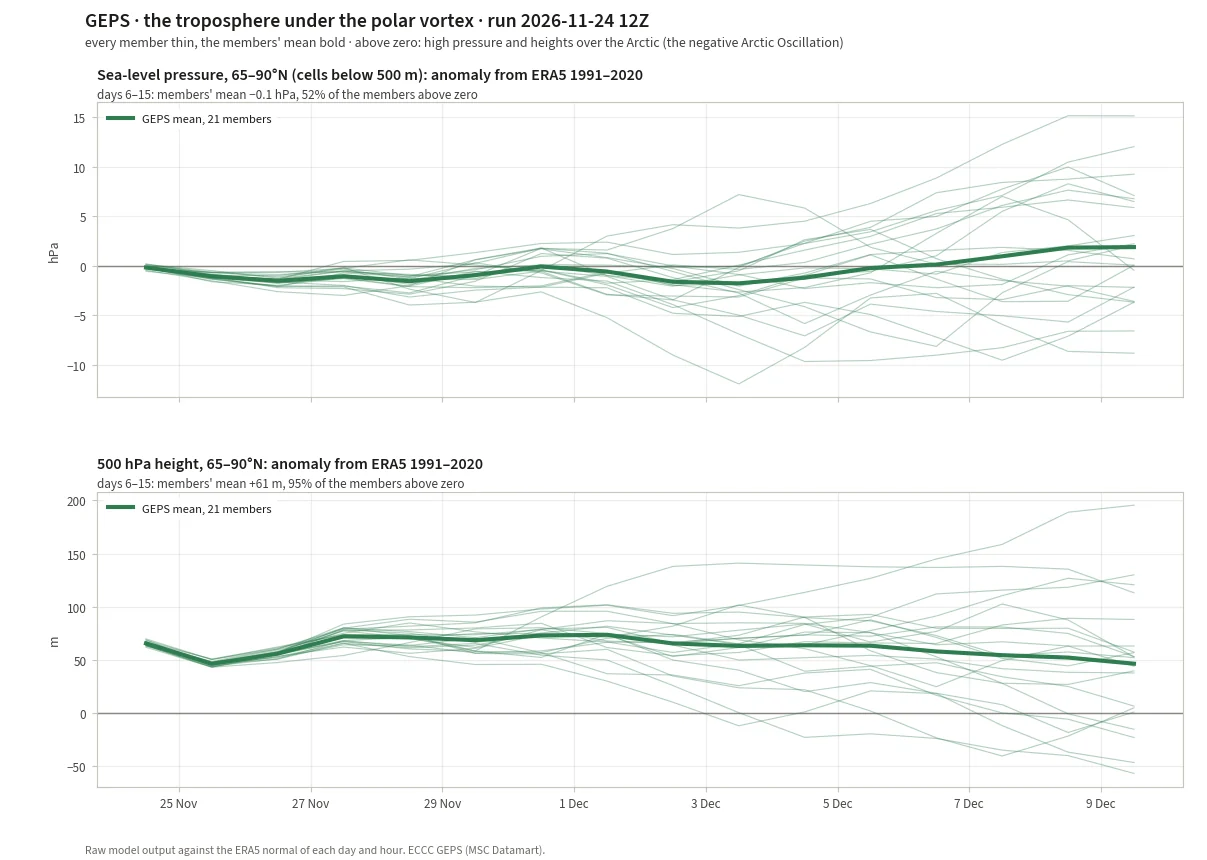 GEPS · the troposphere under the polar vortex · run 2026-11-24 12Z
every member thin, the members' mean bold · above zero: high pressure and heights over the Arctic (the negative Arctic Oscillation)
Sea-level pressure, 65–90°N (cells below 500 m): anomaly from ERA5 1991–2020
days 6–15: members' mean −0.1 hPa, 52% of the members above zero
GEPS mean, 21 members
15
10
5
0
−5
−10
hPa
500 hPa height, 65–90°N: anomaly from ERA5 1991–2020
days 6–15: members' mean +61 m, 95% of the members above zero
GEPS mean, 21 members
200
150
100
50
0
−50
m
25 Nov 27 Nov 29 Nov 1 Dec 3 Dec 5 Dec 7 Dec 9 Dec
Raw model output against the ERA5 normal of each day and hour. ECCC GEPS (MSC Datamart).